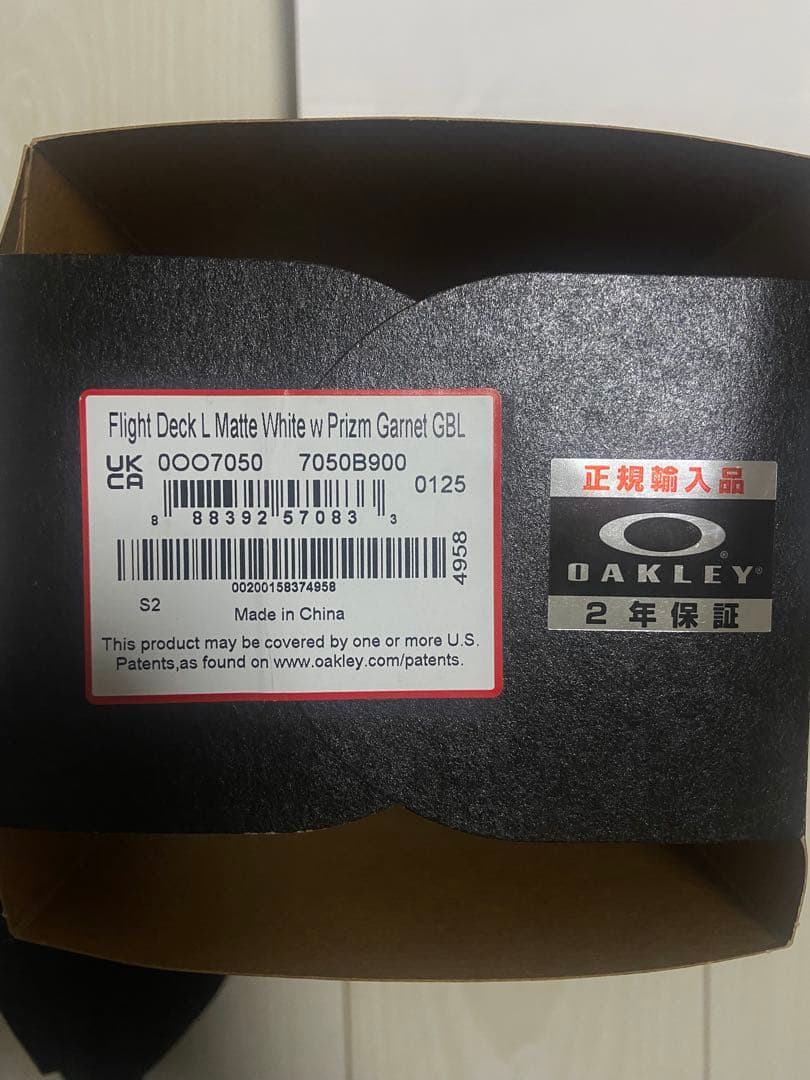 Flight Deck L Matte White w Prizm Garnet GBL
UK
CA
0OO7050 7050B900
0125
8 88392 57083 3
4958
00200158374958
S2
Made in China
This product may be covered by one or more U.S.
Patents,as found on www.oakley.com/patents.
正規輸入品
OAKLEY®
2年保証